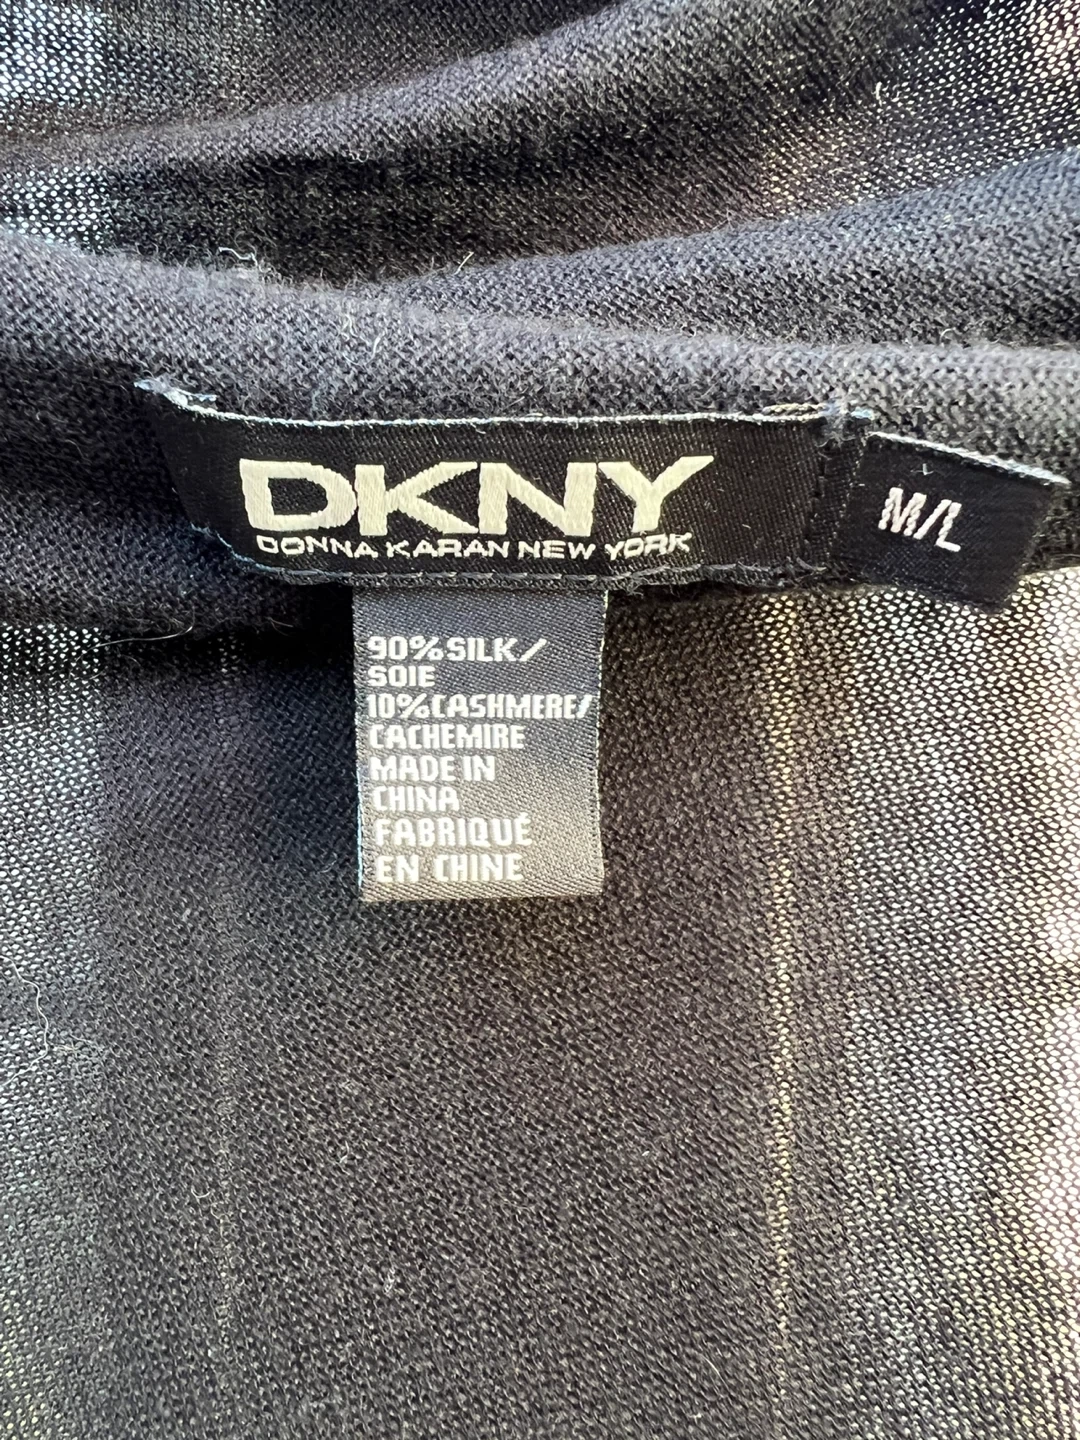 DKNY
DONNA KARAN NEW YORK
M/L
90% SILK/
SOIE
10% CASHMERE/
CACHEMIRE
MADE IN
CHINA
FABRIQUÉ
EN CHINE